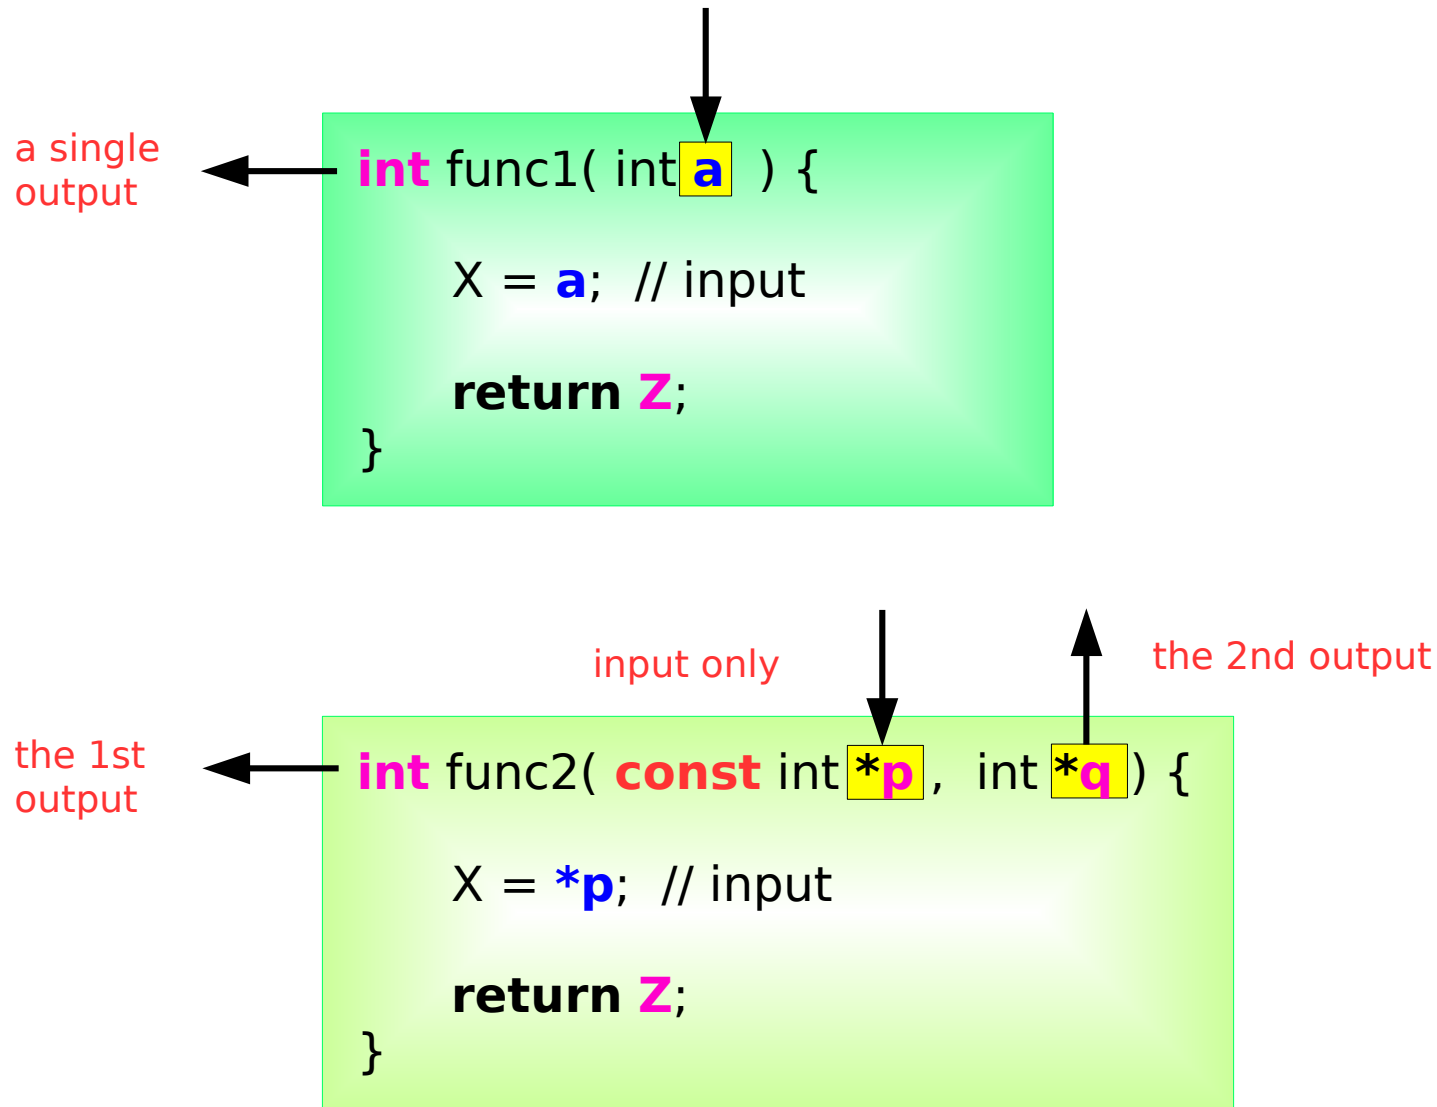 a single
output
int func1( int a ) {
X = a; // input
return Z;
}
input only
the 2nd output
the 1st
output
int func2( const int *p , int *q ) {
X = *p; // input
return Z;
}